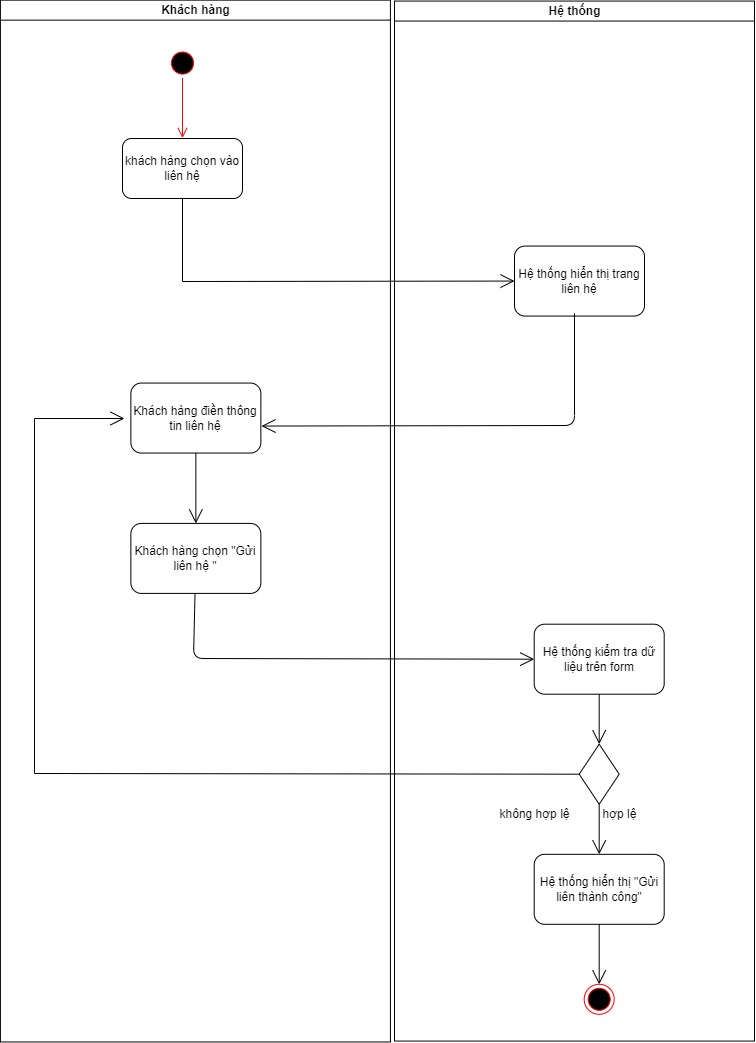 Khách hàng
Hệ thống
khách hàng chọn vào
liên hệ
Hệ thống hiển thị trang
liên hệ
Khách hàng điền thông
tin liên hệ
Khách hàng chọn "Gửi
liên hệ "
Hệ thống kiểm tra dữ
liệu trên form
không hợp lệ
hợp lệ
Hệ thống hiển thị "Gửi
liên thành công"